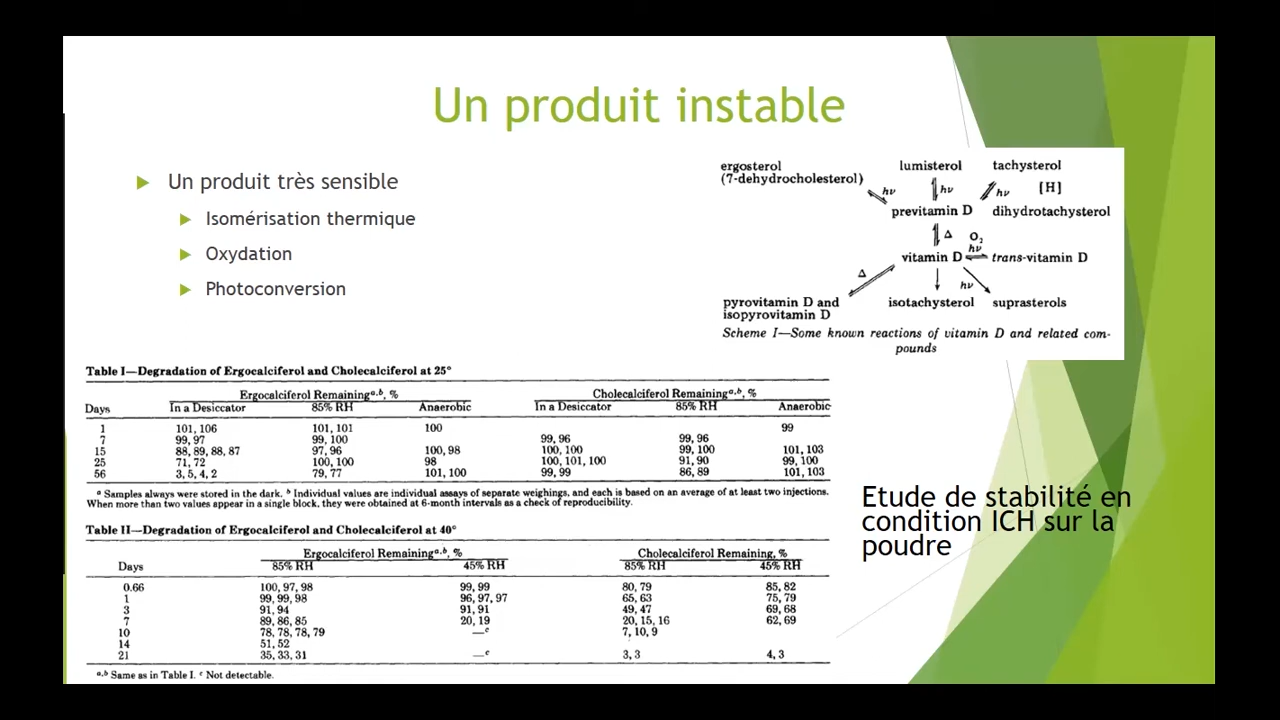 Un produit instable
Un produit très sensible
Isomérisation thermique
Oxydation
Photoconversion
ergosterol lumisterol tachysterol
(7-dehydrocholesterol) hν hν hν [H]
previtamin D dihydrotachysterol
Δ O₂
hν
vitamin D trans-vitamin D
Δ hν
pyrovitamin D and isotachysterol suprasterols
isopyrovitamin D
Scheme I—Some known reactions of vitamin D and related com-
pounds
Table I—Degradation of Ergocalciferol and Cholecalciferol at 25°
Ergocalciferol Remaining a,b, % Cholecalciferol Remaining a,b, %
Days In a Desiccator 85% RH Anaerobic In a Desiccator 85% RH Anaerobic
1 101, 106 101, 101 100 99
7 99, 97 99, 100 99, 96 99, 96
15 88, 89, 88, 87 97, 96 100, 98 100, 100 99, 100 101, 103
25 71, 72 100, 100 98 100, 101, 100 91, 90 99, 100
56 3, 5, 4, 2 79, 77 101, 100 99, 99 86, 89 101, 103
a Samples always were stored in the dark. b Individual values are individual assays of separate weighings, and each is based on an average of at least two injections.
When more than two values appear in a single block, they were obtained at 6-month intervals as a check of reproducibility.
Etude de stabilité en
condition ICH sur la
poudre
Table II—Degradation of Ergocalciferol and Cholecalciferol at 40°
Ergocalciferol Remaining a,b, % Cholecalciferol Remaining, %
Days 85% RH 45% RH 85% RH 45% RH
0.66 100, 97, 98 99, 99 80, 79 85, 82
1 99, 99, 98 96, 97, 97 65, 63 75, 79
3 91, 94 91, 91 49, 47 69, 68
7 89, 86, 85 20, 19 20, 15, 16 62, 69
10 78, 78, 78, 79 —c 7, 10, 9
14 51, 52
21 35, 33, 31 —c 3, 3 4, 3
a,b Same as in Table I. c Not detectable.